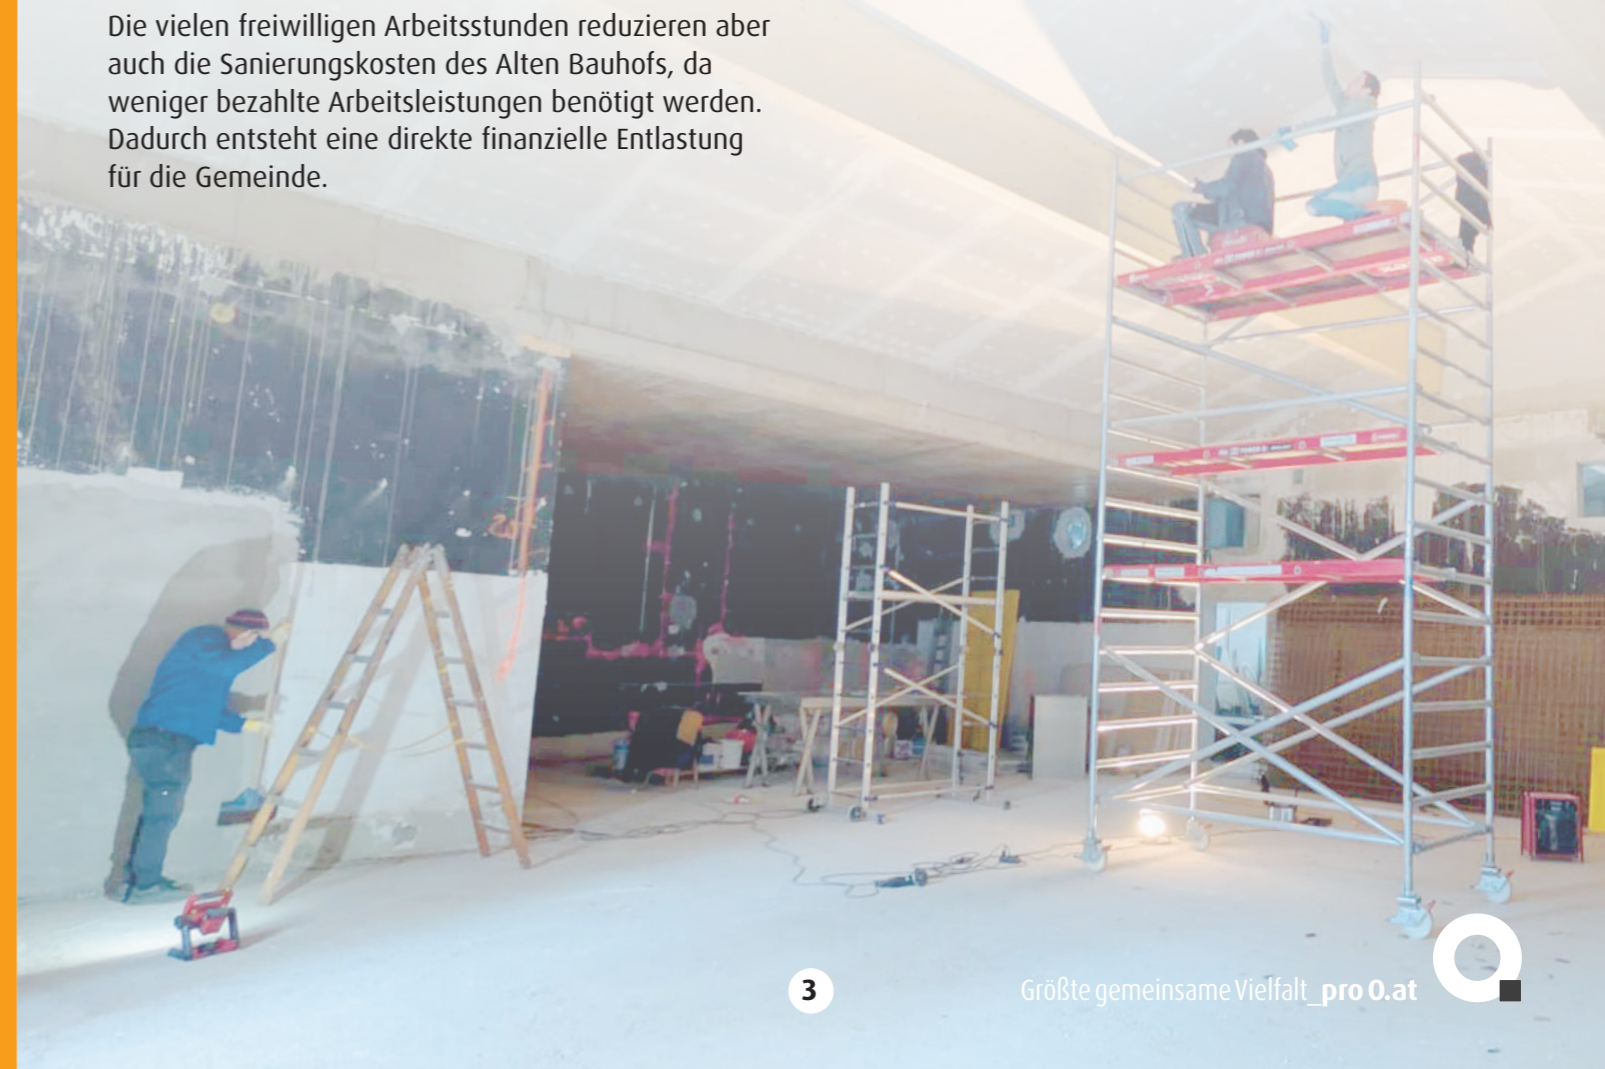 Die vielen freiwilligen Arbeitsstunden reduzieren aber
auch die Sanierungskosten des Alten Bauhofs, da
weniger bezahlte Arbeitsleistungen benötigt werden.
Dadurch entsteht eine direkte finanzielle Entlastung
für die Gemeinde.
3
Größte gemeinsame Vielfalt_pro O.at